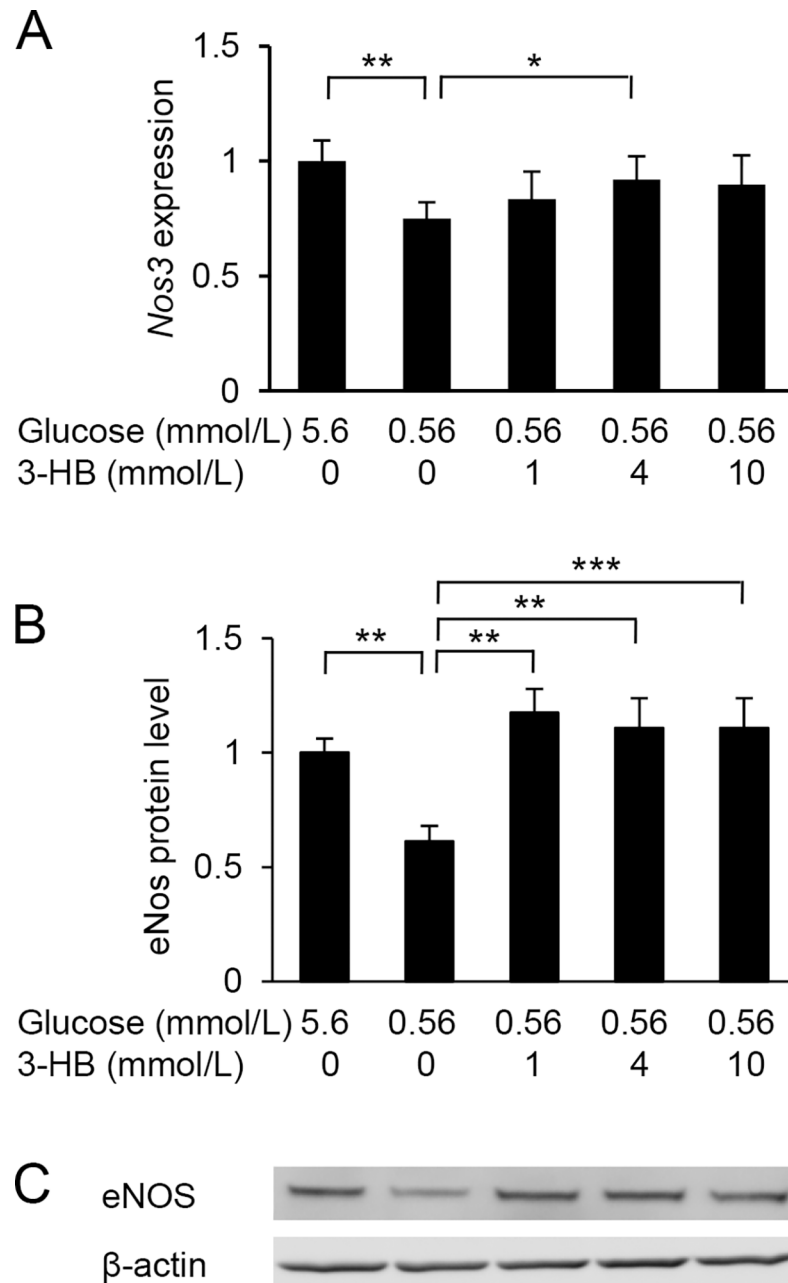 A
1.5
** *
1
0.5
0
Nos3 expression
Glucose (mmol/L) 5.6 0.56 0.56 0.56 0.56
3-HB (mmol/L) 0 0 1 4 10
***
B
**
1.5
** **
1
0.5
0
eNos protein level
Glucose (mmol/L) 5.6 0.56 0.56 0.56 0.56
3-HB (mmol/L) 0 0 1 4 10
C
eNOS
β-actin